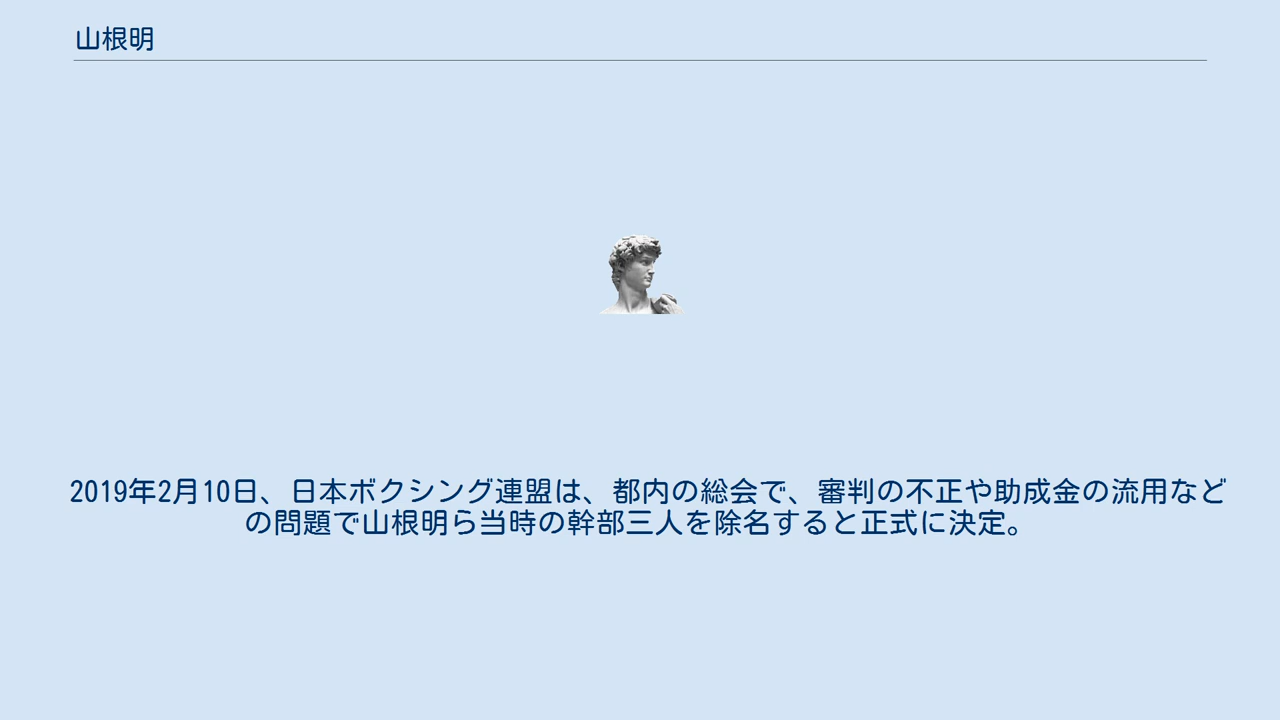 山根明
2019年2月10日、日本ボクシング連盟は、都内の総会で、審判の不正や助成金の流用など
の問題で山根明ら当時の幹部三人を除名すると正式に決定。